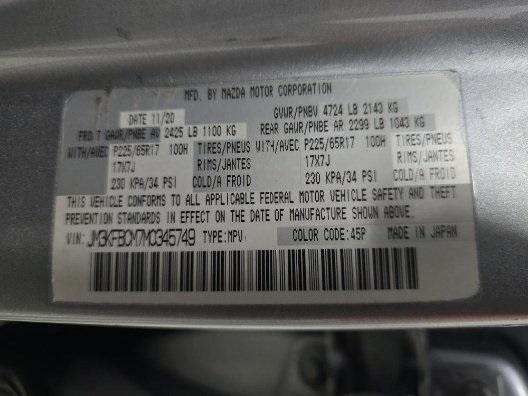 MFD. BY MAZDA MOTOR CORPORATION
DATE 11/20 GVWR/PNBV 4724 LB 2143 KG
FRONT GAWR/PNBE AV 2425 LB 1100 KG REAR GAWR/PNBE AR 2299 LB 1043 KG
WITH/AVEC P225/65R17 100H TIRES/PNEUS WITH/AVEC P225/65R17 100H TIRES/PNEUS
17X7J RIMS/JANTES 17X7J RIMS/JANTES
230 KPA/34 PSI COLD/A FROID 230 KPA/34 PSI COLD/A FROID
THIS VEHICLE CONFORMS TO ALL APPLICABLE FEDERAL MOTOR VEHICLE SAFETY AND THEFT
PREVENTION STANDARDS IN EFFECT ON THE DATE OF MANUFACTURE SHOWN ABOVE.
VIN: JM3KFBCM7M0345749 TYPE:MPV COLOR CODE:45P MADE IN JAPAN